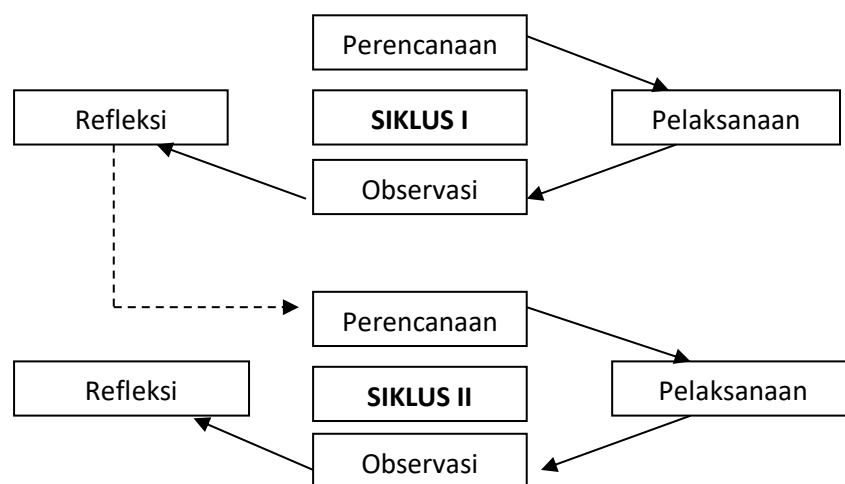 Perencanaan
Refleksi
SIKLUS I
Pelaksanaan
Observasi
Perencanaan
Refleksi
SIKLUS II
Pelaksanaan
Observasi